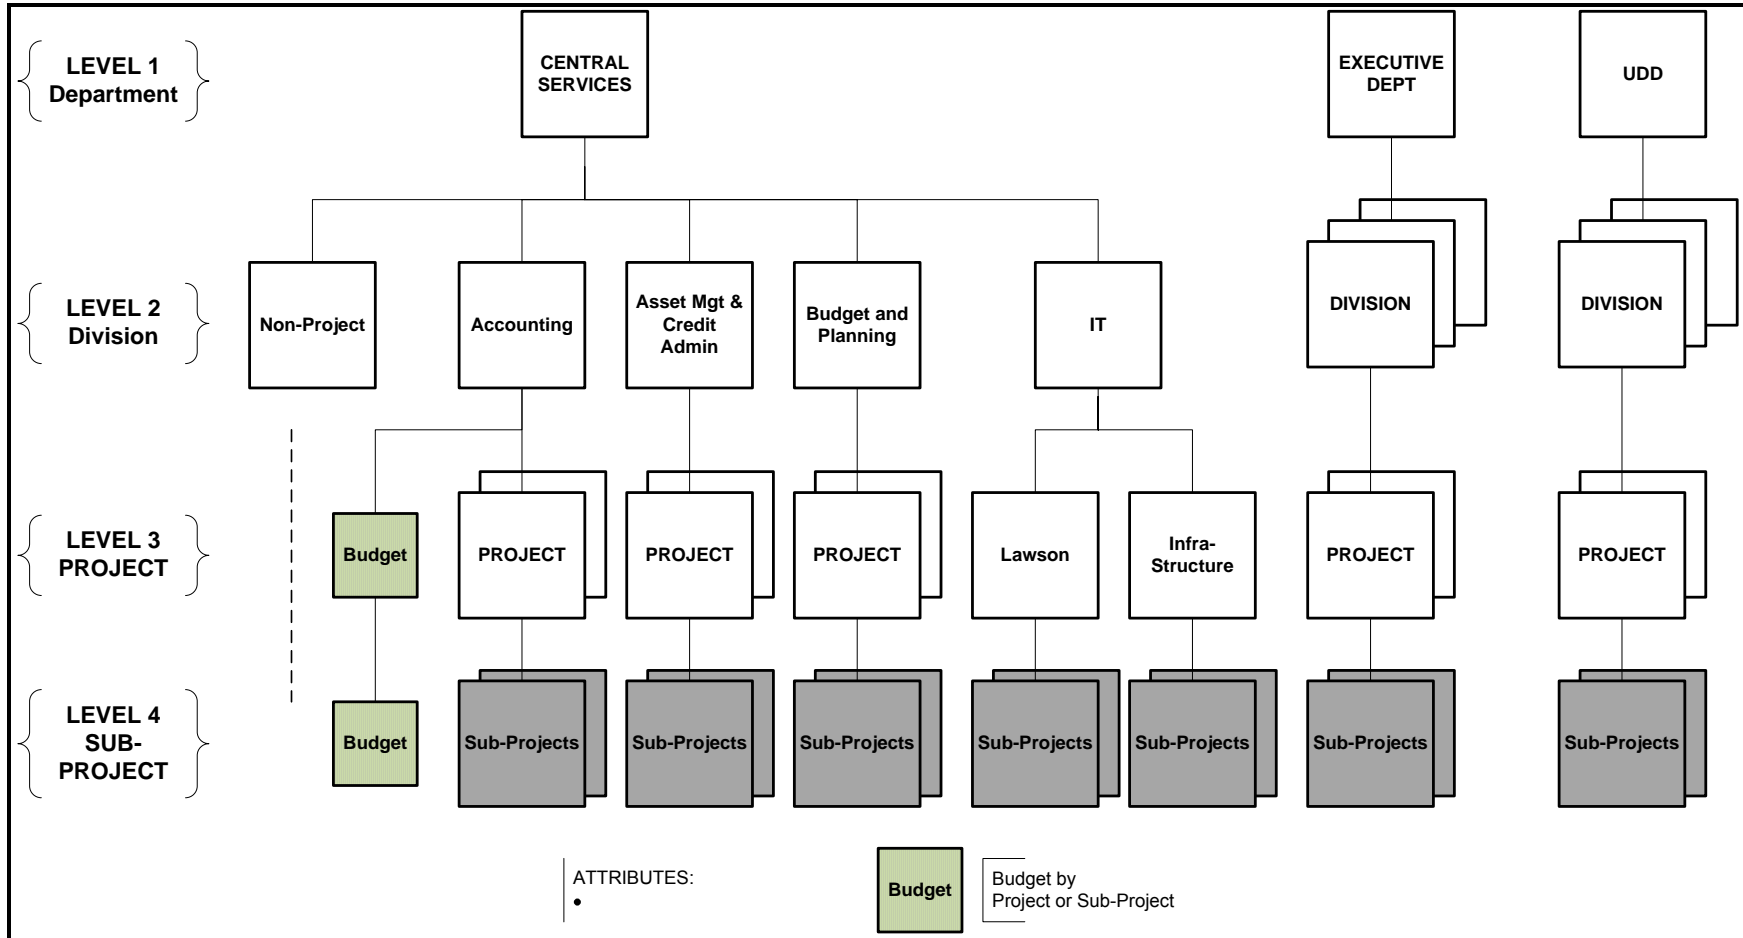 LEVEL 1
Department
CENTRAL
SERVICES
EXECUTIVE
DEPT
UDD
LEVEL 2
Division
Non-Project
Accounting
Asset Mgt &
Credit
Admin
Budget and
Planning
IT
DIVISION
DIVISION
LEVEL 3
PROJECT
Budget
PROJECT
PROJECT
PROJECT
Lawson
Infra-
Structure
PROJECT
PROJECT
LEVEL 4
SUB-
PROJECT
Budget
Sub-Projects
Sub-Projects
Sub-Projects
Sub-Projects
Sub-Projects
Sub-Projects
Sub-Projects
ATTRIBUTES:
•
Budget
Budget by
Project or Sub-Project